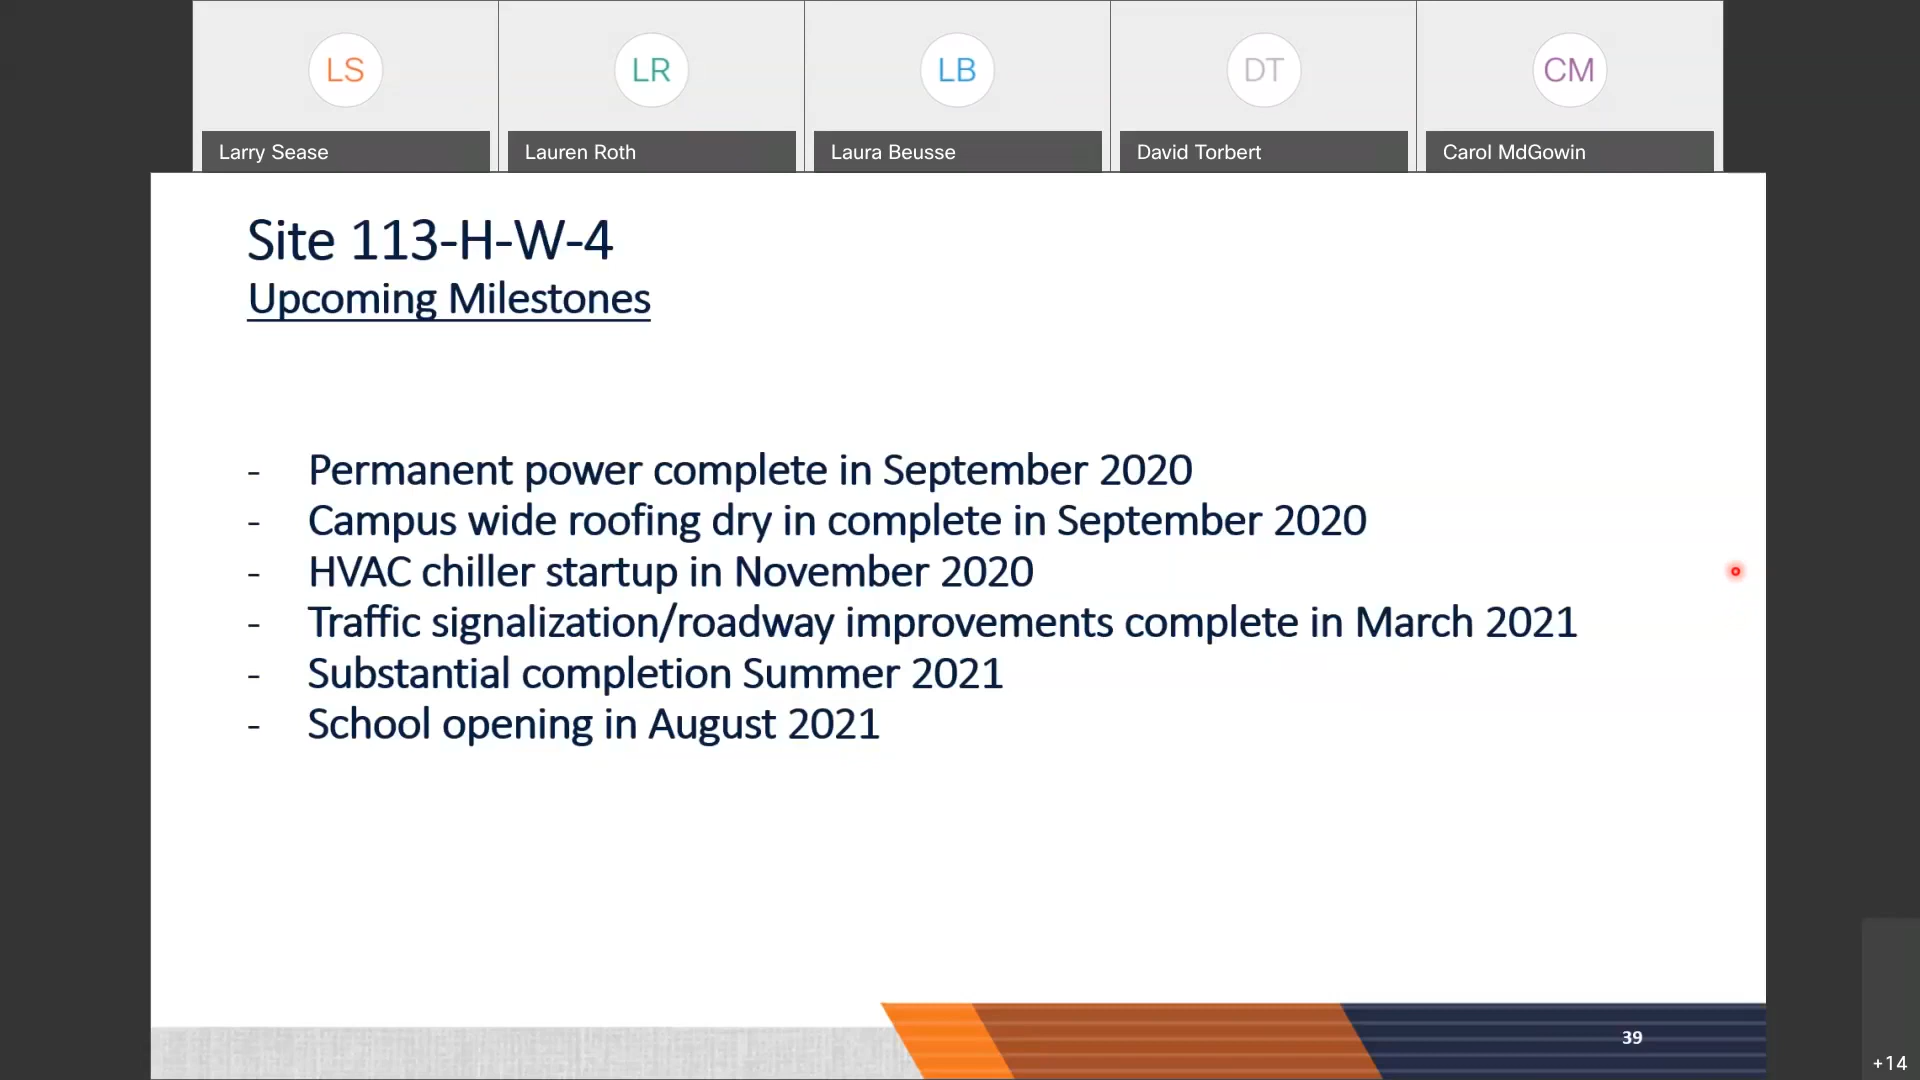 LS
LR
LB
DT
CM
Larry Sease
Lauren Roth
Laura Beusse
David Torbert
Carol MdGowin
Site 113-H-W-4
Upcoming Milestones
- Permanent power complete in September 2020
- Campus wide roofing dry in complete in September 2020
- HVAC chiller startup in November 2020
- Traffic signalization/roadway improvements complete in March 2021
- Substantial completion Summer 2021
- School opening in August 2021
39
+14